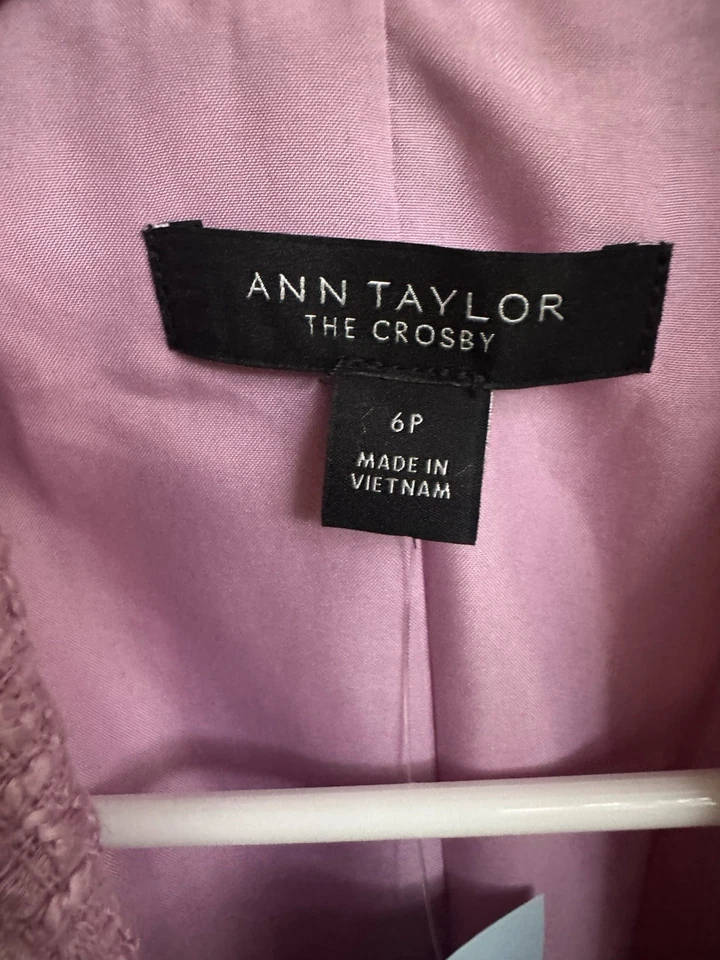 ANN TAYLOR
THE CROSBY
6P
MADE IN
VIETNAM